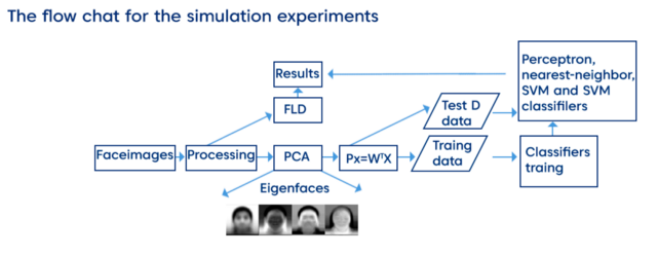 The flow chat for the simulation experiments
Perceptron,
nearest-neighbor,
SVM and SVM
classifilers
Results
FLD
Test D
data
Faceimages
Processing
PCA
Px=WᵗX
Traing
data
Classifiers
traing
Eigenfaces